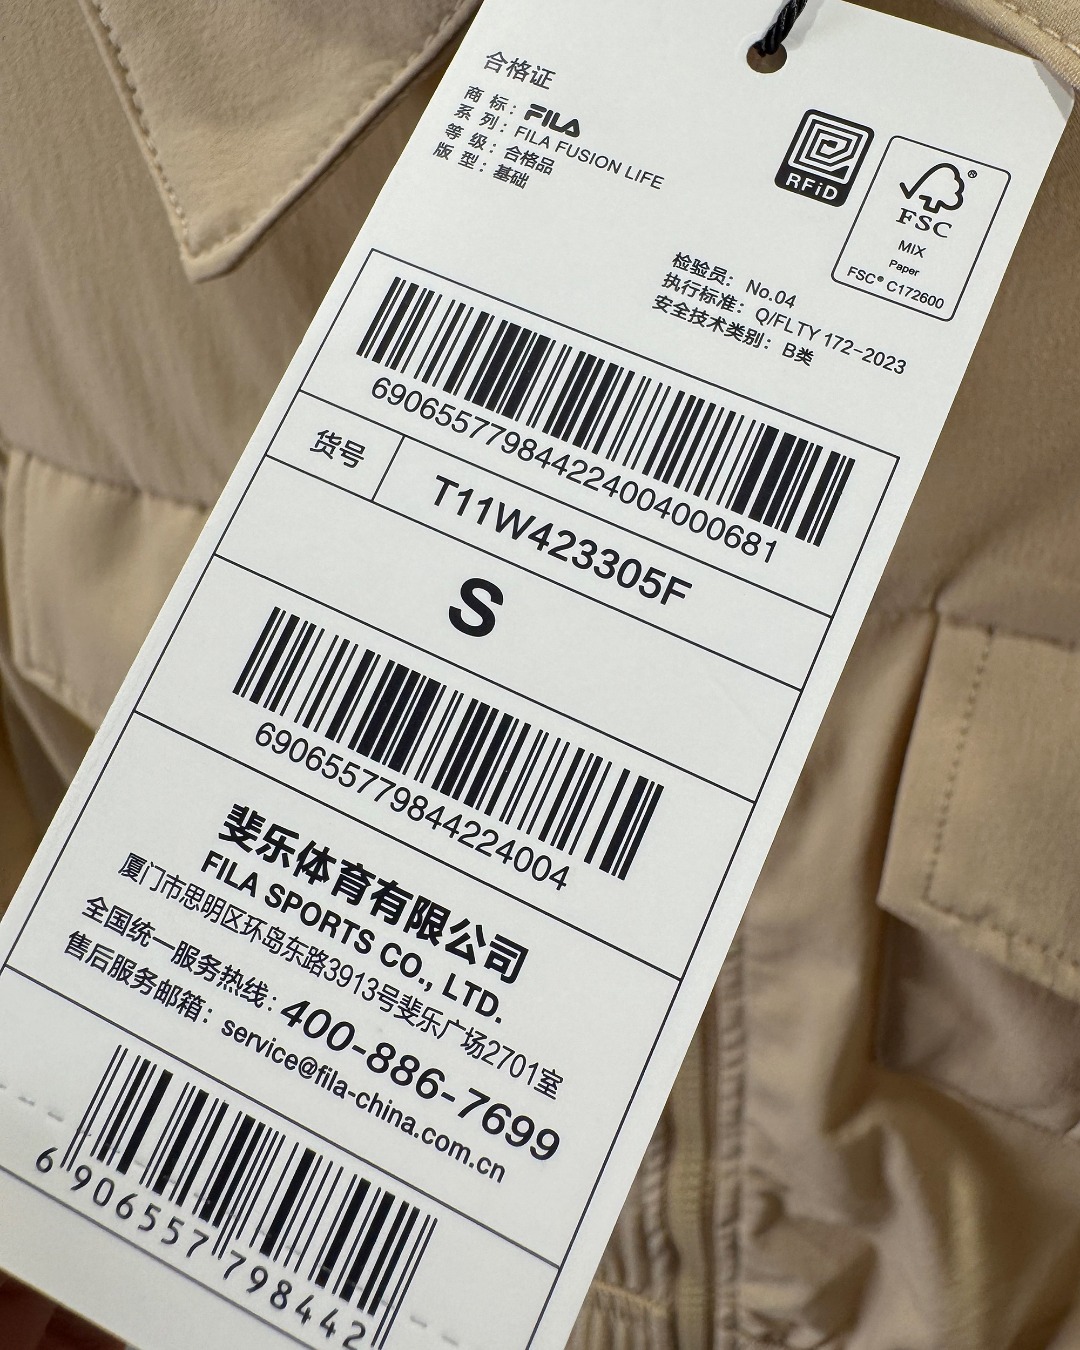 合格证
商 标：FILA
系 列：FILA FUSION LIFE
等 级：合格品
版 型：基础
RFiD
FSC®
MIX
Paper
FSC® C172600
检验员：No.04
执行标准：Q/FLTY 172-2023
安全技术类别：B类
6906557798442240040000681
货号
T11W423305F
S
690655779844224004
斐乐体育有限公司
FILA SPORTS CO., LTD.
厦门市思明区环岛东路3913号斐乐广场2701室
全国统一服务热线：400-886-7699
售后服务邮箱：service@fila-china.com.cn
6 906557 798442